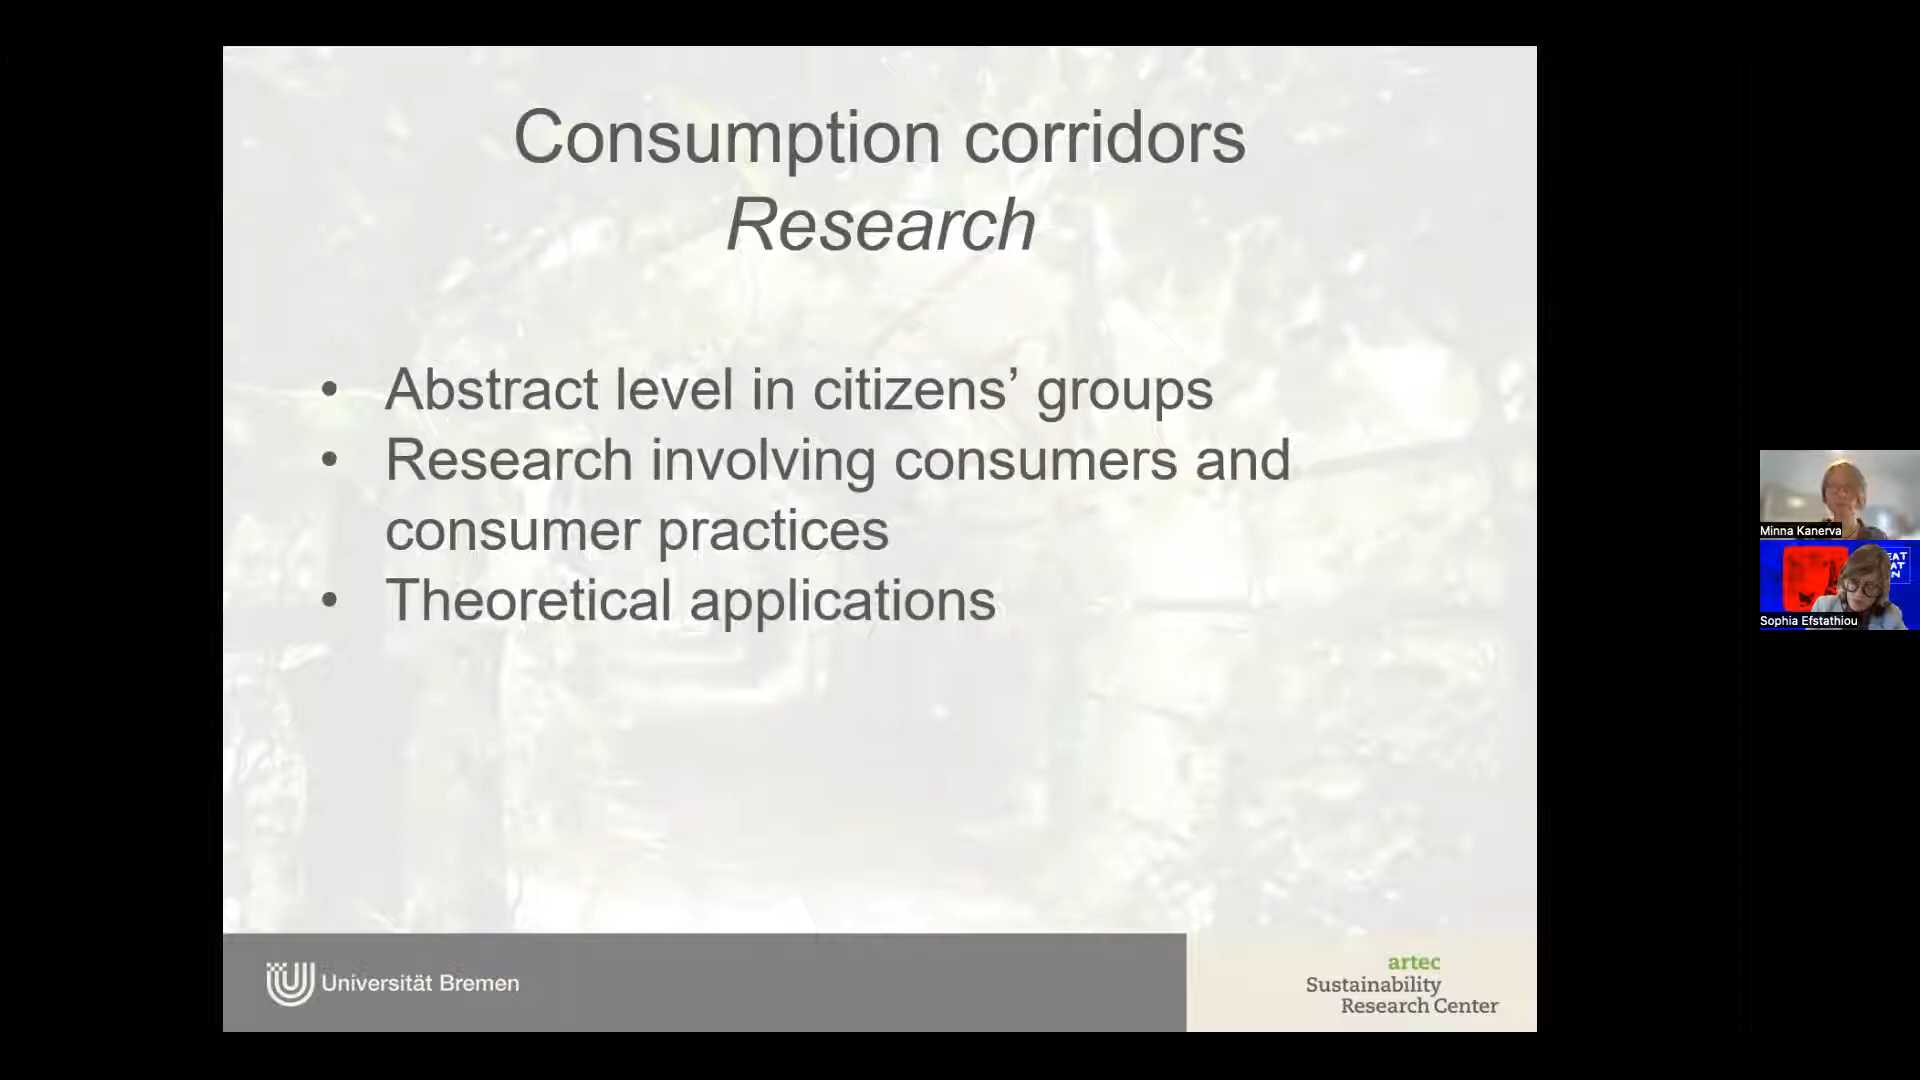 Consumption corridors
Research
• Abstract level in citizens’ groups
• Research involving consumers and
consumer practices
• Theoretical applications
Universität Bremen
artec
Sustainability
Research Center
Minna Kanerva
Sophia Efstathiou